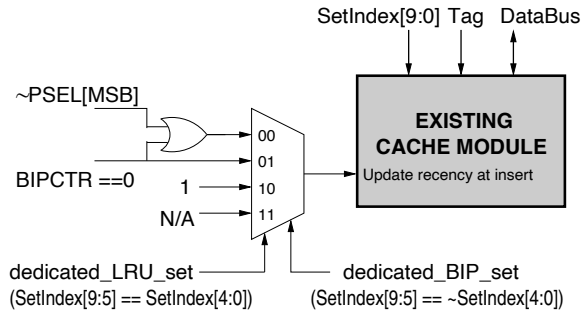 SetIndex[9:0] Tag DataBus
~PSEL[MSB]
EXISTING
CACHE MODULE
Update recency at insert
00
01
BIPCTR ==0
1
10
N/A
11
dedicated_LRU_set
(SetIndex[9:5] == SetIndex[4:0])
dedicated_BIP_set
(SetIndex[9:5] == ~SetIndex[4:0])